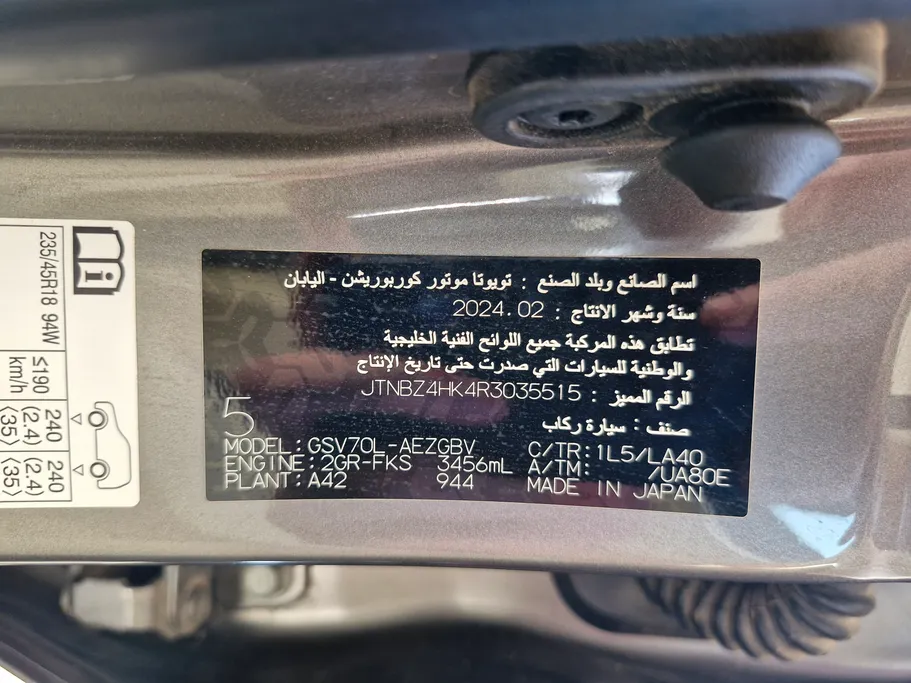 اسم الصانع وبلد الصنع : تويوتا موتور كوربوريشن - اليابان
سنة وشهر الانتاج : 2024.02
تطابق هذه المركبة جميع اللوائح الفنية الخليجية
والوطنية للسيارات التي صدرت حتى تاريخ الإنتاج
الرقم المميز : JTNBZ4HK4R3035515
صنف : سيارة ركاب
5
MODEL:GSV70L-AEZGBV C/TR:1L5/LA40
ENGINE:2GR-FKS 3456mL A/TM: /UA80E
PLANT:A42 944 MADE IN JAPAN
i
235/45R18 94W
≤190 km/h
240 (2.4) ⟨35⟩
240 (2.4) ⟨35⟩